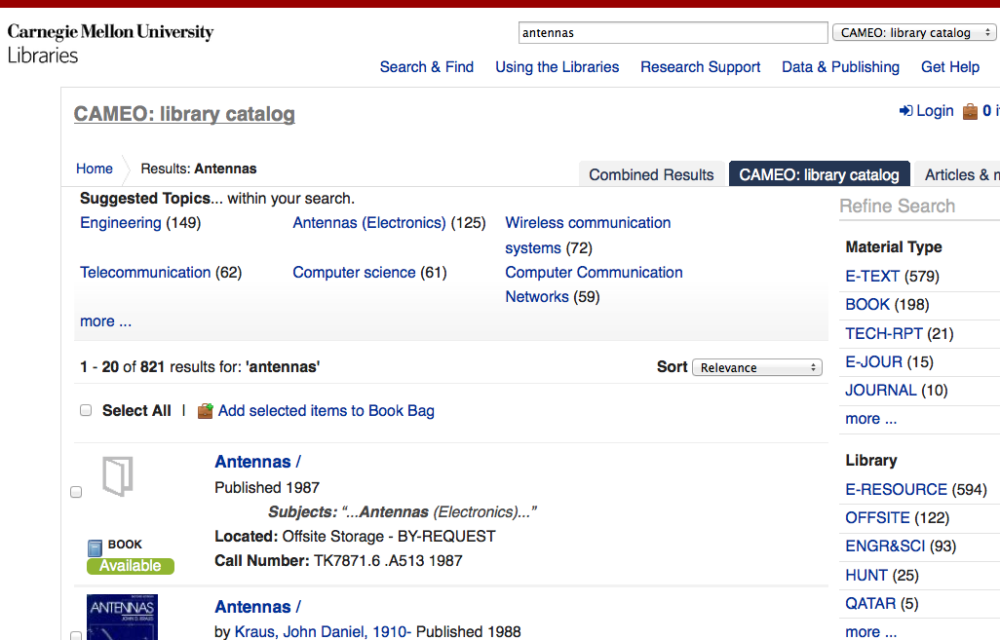 Carnegie Mellon University
Libraries
antennas
CAMEO: library catalog
Search & Find
Using the Libraries
Research Support
Data & Publishing
Get Help
CAMEO: library catalog
Login
0
Home
Results: Antennas
Combined Results
CAMEO: library catalog
Articles &
Suggested Topics... within your search.
Engineering (149)
Antennas (Electronics) (125)
Wireless communication
systems (72)
Telecommunication (62)
Computer science (61)
Computer Communication
Networks (59)
more ...
1 - 20 of 821 results for: 'antennas'
Sort
Relevance
Select All | Add selected items to Book Bag
Antennas /
Published 1987
Subjects: “...Antennas (Electronics)...”
Located: Offsite Storage - BY-REQUEST
Call Number: TK7871.6 .A513 1987
BOOK
Available
ANTENNAS
JOHN D. KRAUS
Antennas /
by Kraus, John Daniel, 1910- Published 1988
Refine Search
Material Type
E-TEXT (579)
BOOK (198)
TECH-RPT (21)
E-JOUR (15)
JOURNAL (10)
more ...
Library
E-RESOURCE (594)
OFFSITE (122)
ENGR&SCI (93)
HUNT (25)
QATAR (5)
more ...